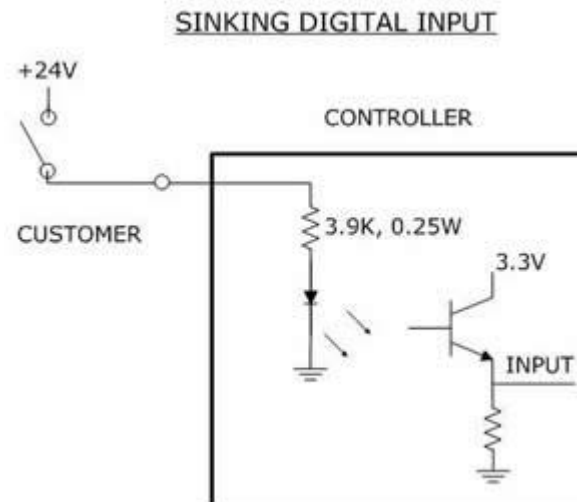 SINKING DIGITAL INPUT
+24V
CONTROLLER
CUSTOMER
3.9K, 0.25W
3.3V
INPUT